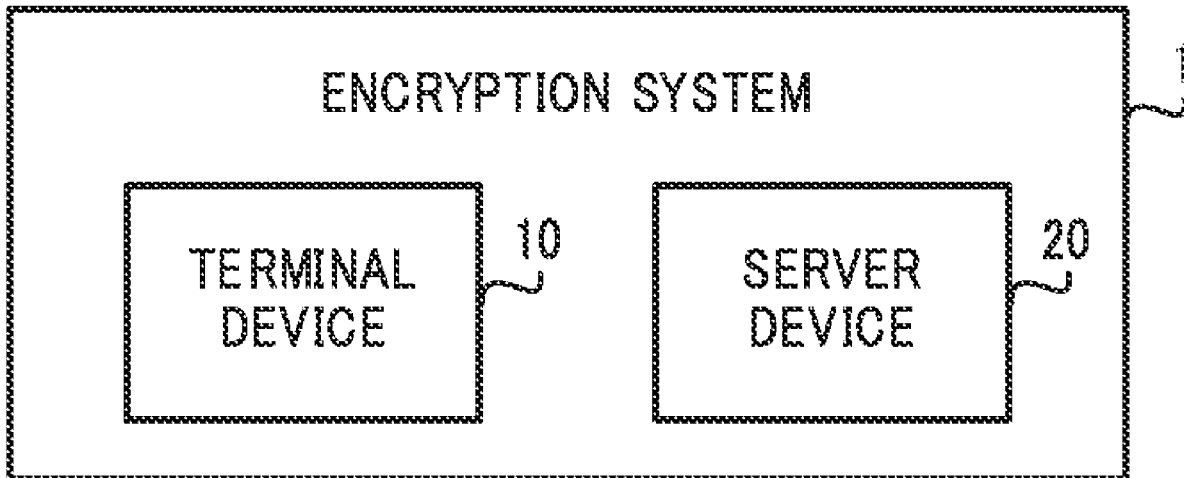 ENCRYPTION SYSTEM
1
TERMINAL
DEVICE
10
SERVER
DEVICE
20